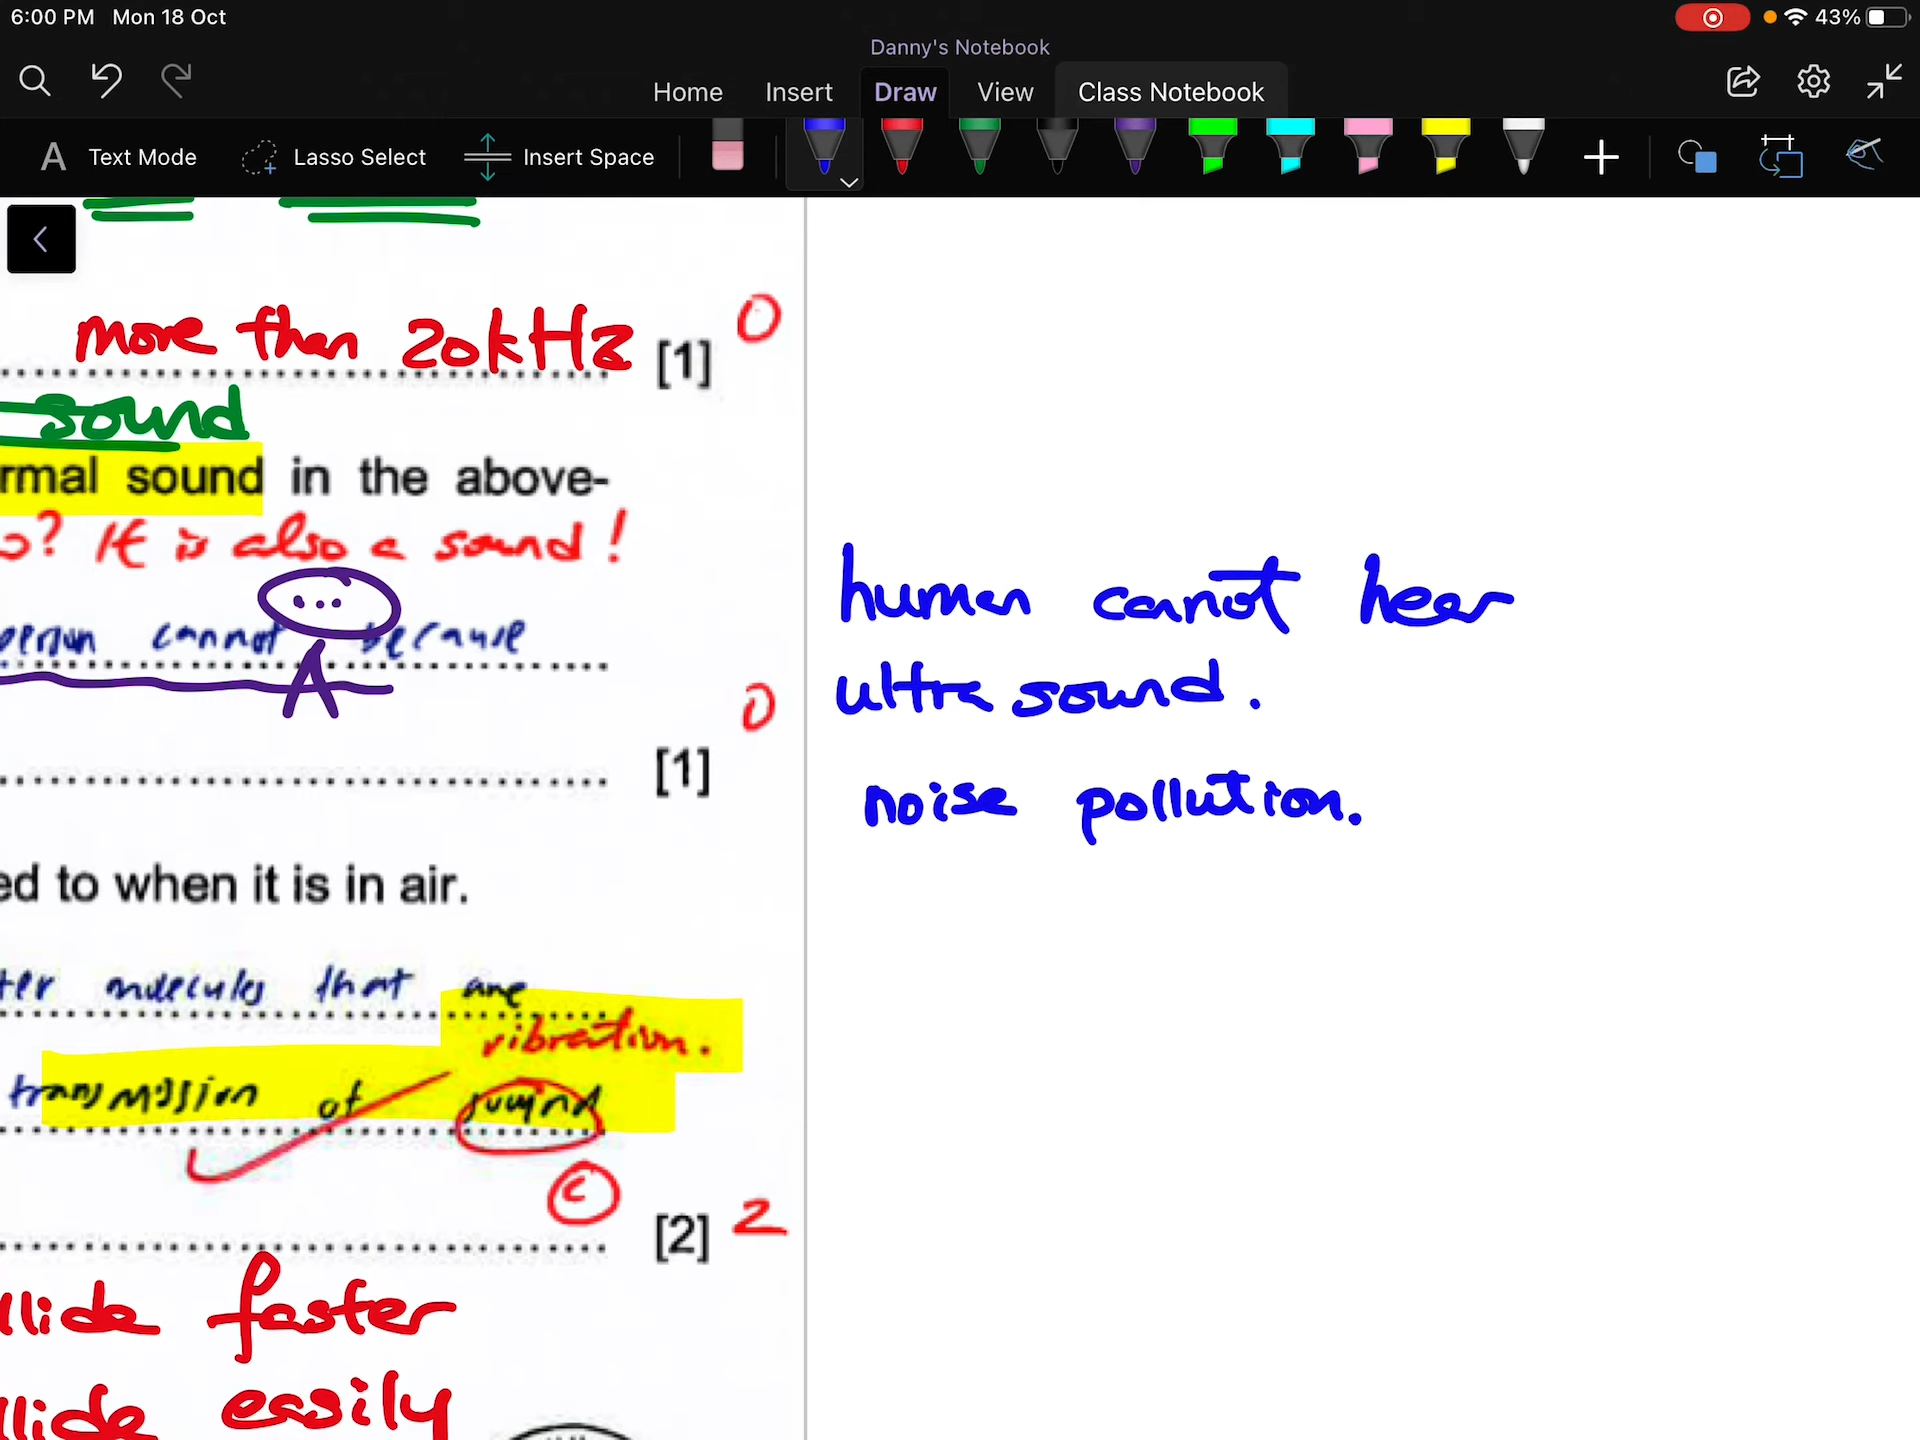 6:00 PM Mon 18 Oct
43%
Danny's Notebook
Home Insert Draw View Class Notebook
A Text Mode Lasso Select Insert Space
more than 20kHz [1] 0
sound
rmal sound in the above-
o? It is also a sound!
...
person cannot because
A
0
[1]
human cannot hear
ultra sound.
noise pollution.
ed to when it is in air.
ter molecules that are
vibration.
transmission of sound
c
[2] 2
llide faster
llide easily